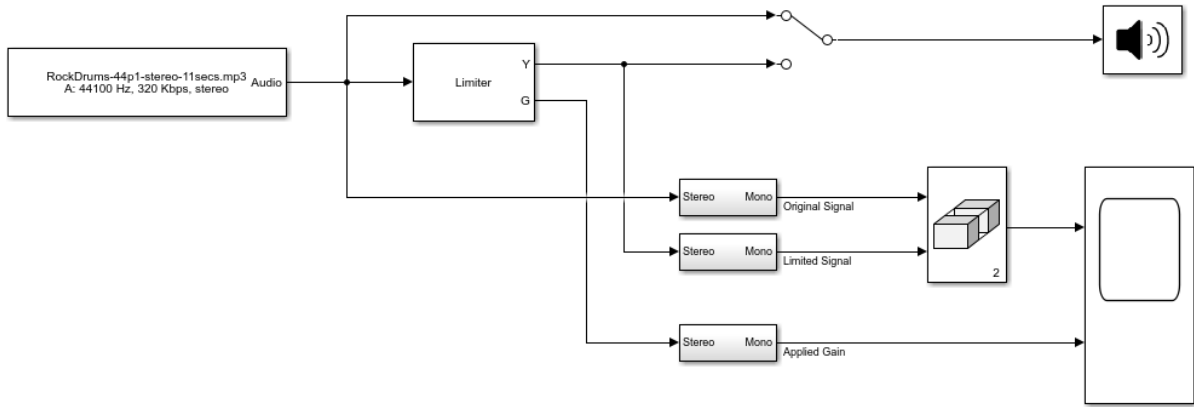 RockDrums-44p1-stereo-11secs.mp3
A: 44100 Hz, 320 Kbps, stereo
Audio
Limiter
Y
G
Stereo
Mono
Original Signal
Stereo
Mono
Limited Signal
2
Stereo
Mono
Applied Gain